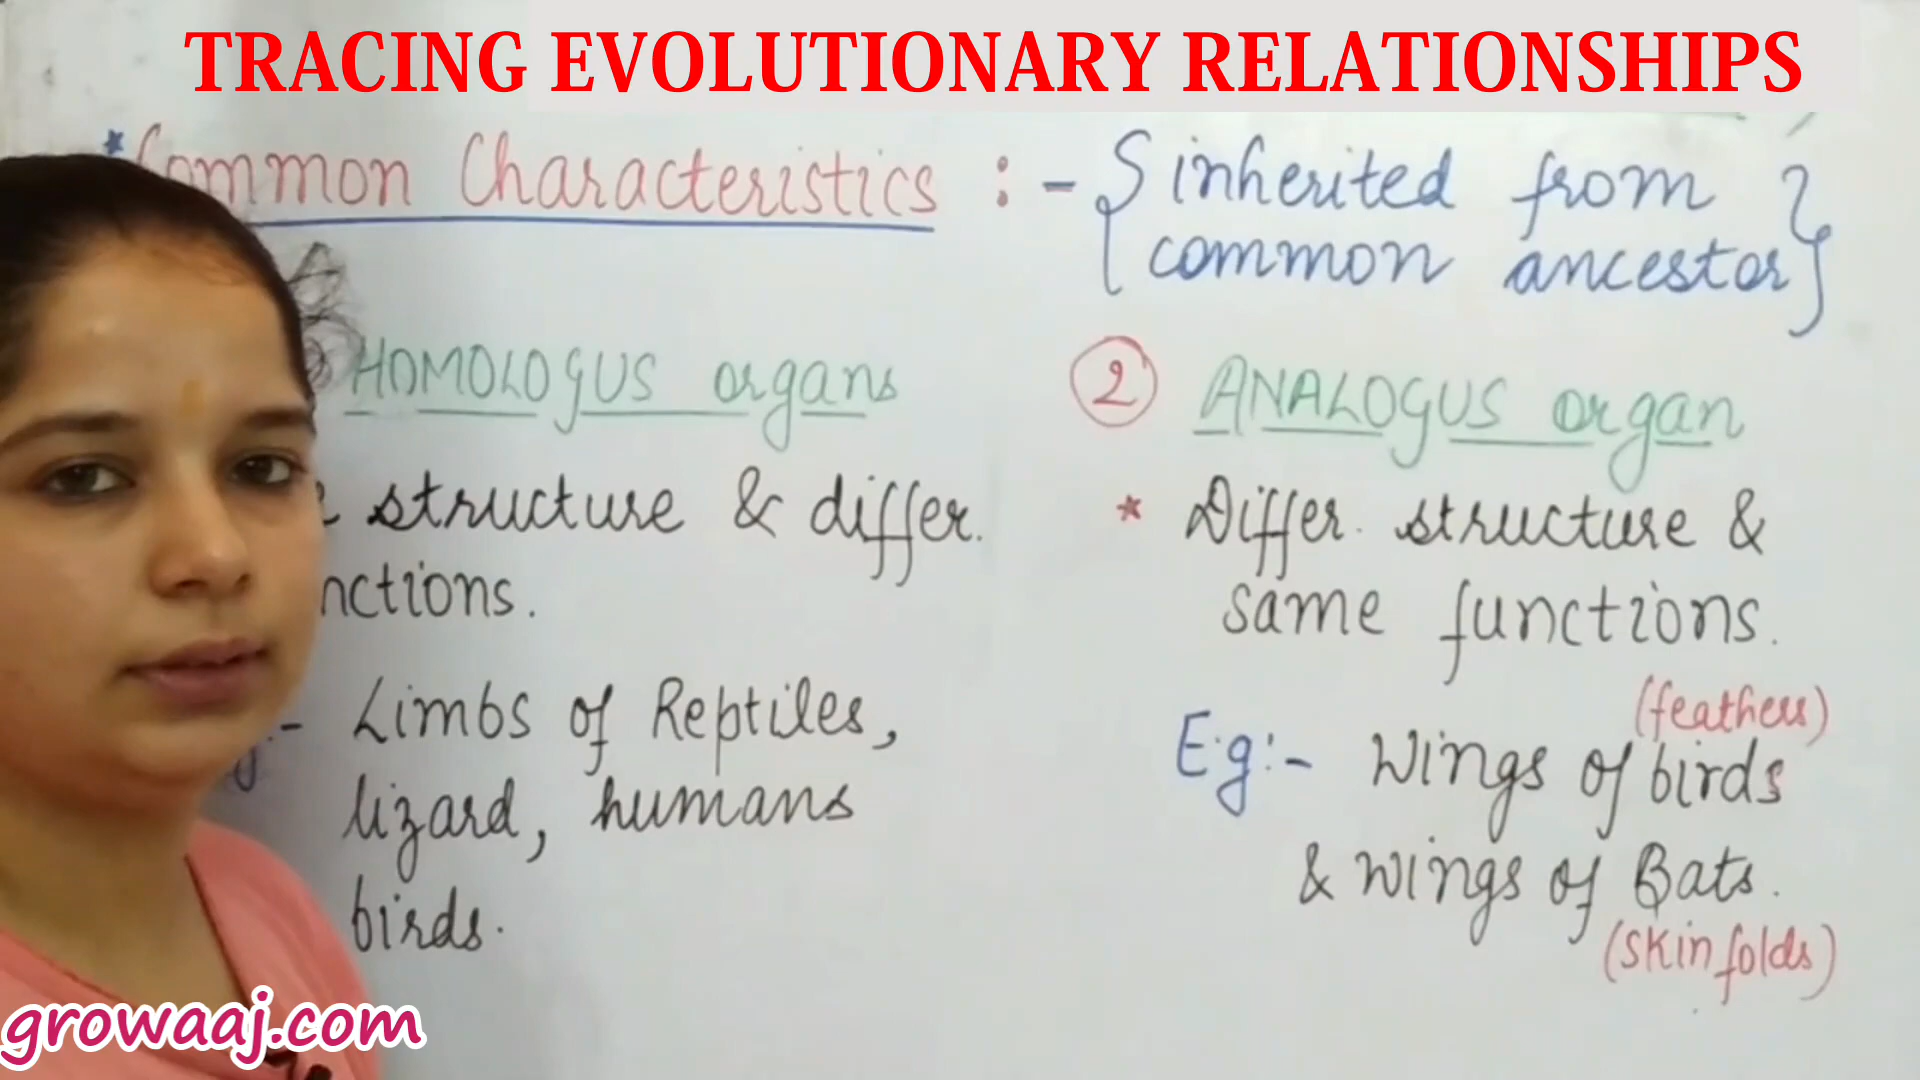 TRACING EVOLUTIONARY RELATIONSHIPS
*Common Characteristics :- { inherited from }
common ancestor
HOMOLOGUS organs
structure & differ.
nctions.
:- Limbs of Reptiles,
lizard, humans
birds.
2 ANALOGUS organ
* Differ. structure &
same functions.
(feathers)
E.g:- Wings of birds
& wings of Bats.
(skin folds)
growaaj.com